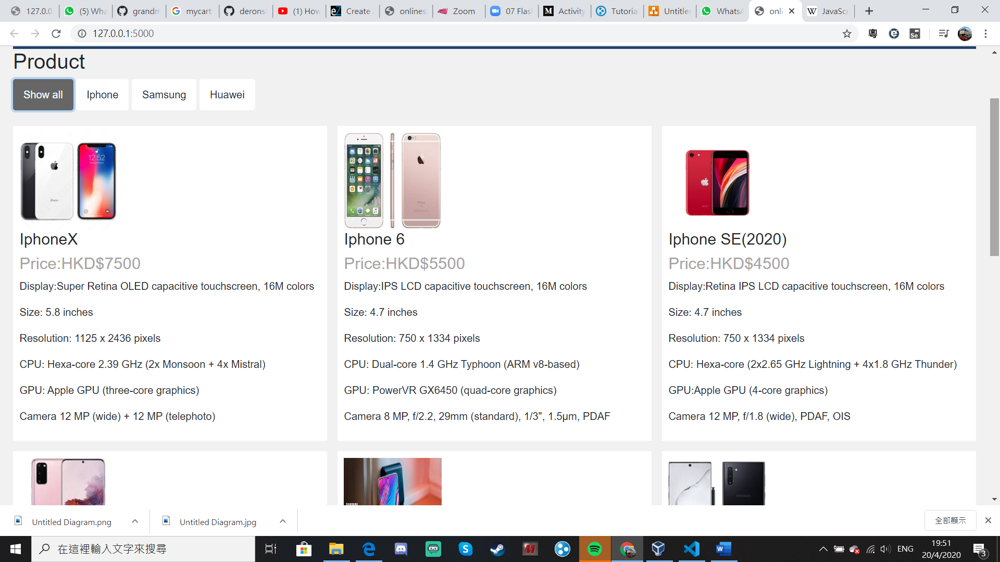 127.0.0
(5) Wha
grandm
mycart
derons
(1) How
Create
onlines
Zoom
07 Flas
Activity
Tutoria
Untitled
WhatsA
onli
JavaScr
127.0.0.1:5000
Product
Show all
Iphone
Samsung
Huawei
IphoneX
Price:HKD$7500
Display:Super Retina OLED capacitive touchscreen, 16M colors
Size: 5.8 inches
Resolution: 1125 x 2436 pixels
CPU: Hexa-core 2.39 GHz (2x Monsoon + 4x Mistral)
GPU: Apple GPU (three-core graphics)
Camera 12 MP (wide) + 12 MP (telephoto)
Iphone 6
Price:HKD$5500
Display:IPS LCD capacitive touchscreen, 16M colors
Size: 4.7 inches
Resolution: 750 x 1334 pixels
CPU: Dual-core 1.4 GHz Typhoon (ARM v8-based)
GPU: PowerVR GX6450 (quad-core graphics)
Camera 8 MP, f/2.2, 29mm (standard), 1/3", 1.5µm, PDAF
Iphone SE(2020)
Price:HKD$4500
Display:Retina IPS LCD capacitive touchscreen, 16M colors
Size: 4.7 inches
Resolution: 750 x 1334 pixels
CPU: Hexa-core (2x2.65 GHz Lightning + 4x1.8 GHz Thunder)
GPU:Apple GPU (4-core graphics)
Camera 12 MP, f/1.8 (wide), PDAF, OIS
12:52
SAMSUNG
Untitled Diagram.png
Untitled Diagram.jpg
全部顯示
在這裡輸入文字來搜尋
ENG
19:51
20/4/2020
3